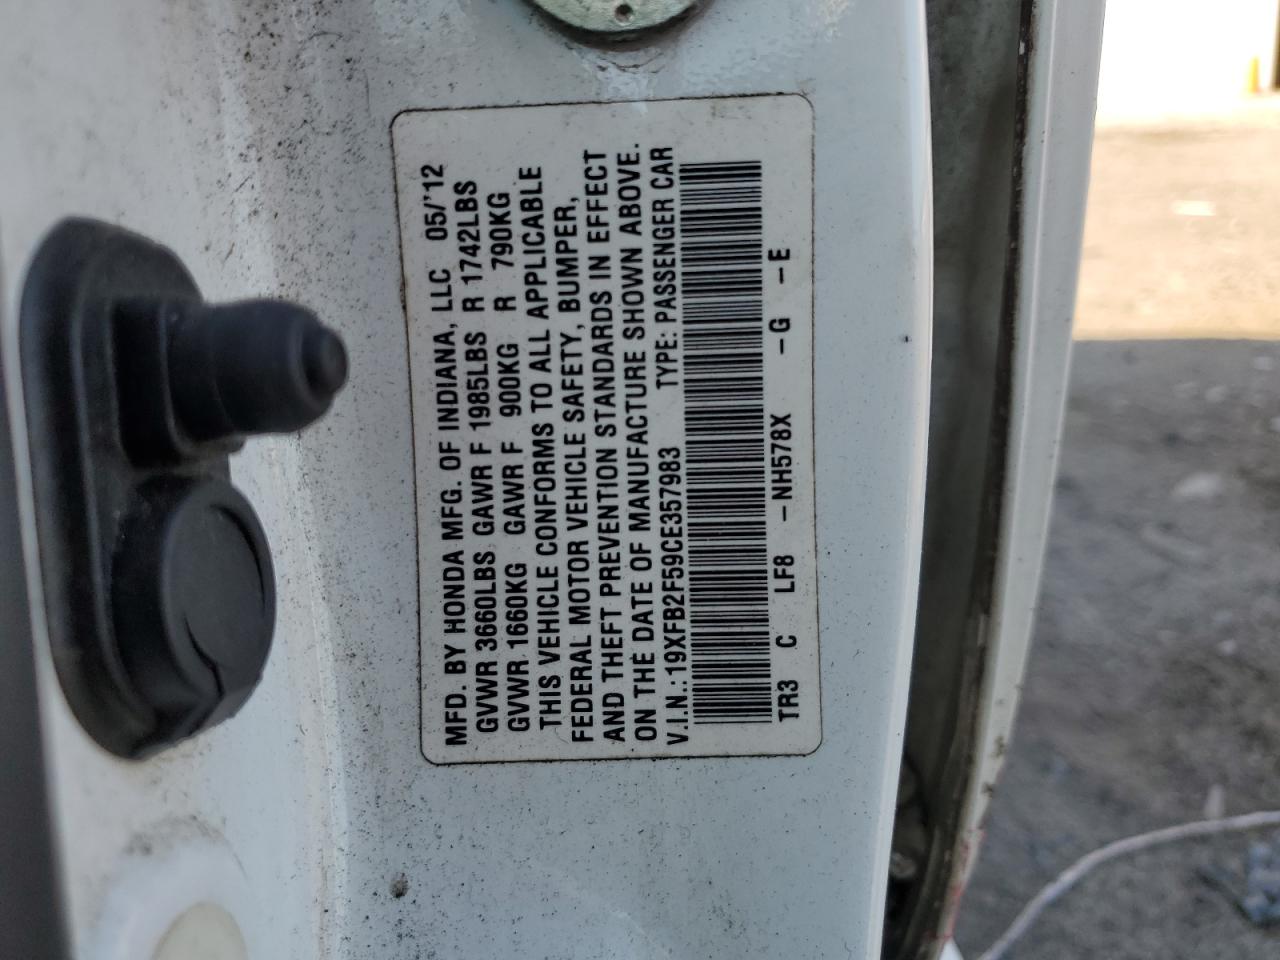 MFD. BY HONDA MFG. OF INDIANA, LLC 05/'12
GVWR 3660LBS GAWR F 1985LBS R 1742LBS
GVWR 1660KG GAWR F 900KG R 790KG
THIS VEHICLE CONFORMS TO ALL APPLICABLE
FEDERAL MOTOR VEHICLE SAFETY, BUMPER,
AND THEFT PREVENTION STANDARDS IN EFFECT
ON THE DATE OF MANUFACTURE SHOWN ABOVE.
V.I.N.: 19XFB2F59CE357983 TYPE: PASSENGER CAR
TR3 C LF8 -NH578X -G -E